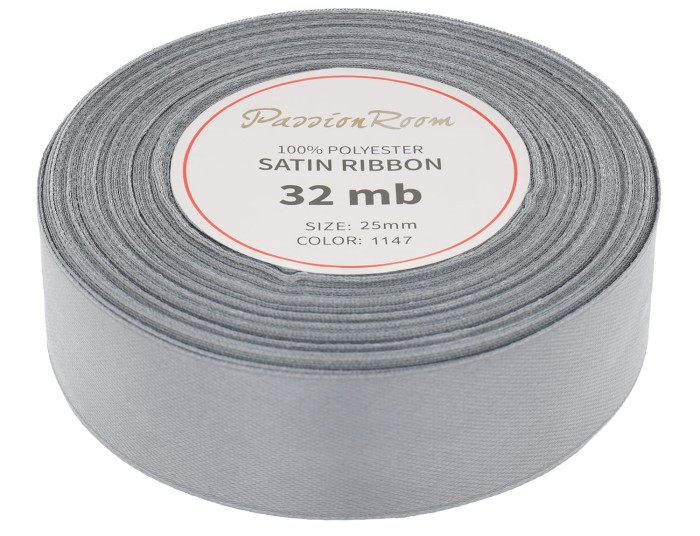 PassionRoom
100% POLYESTER
SATIN RIBBON
32 mb
SIZE: 25mm
COLOR: 1147